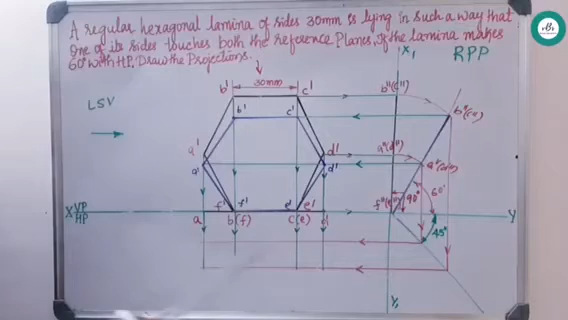 A regular hexagonal lamina of sides 30mm is lying in such a way that
one of its sides touches both the reference Planes. If the lamina makes
60° with HP, Draw the Projections.
X1
RPP
LSV
30mm
b' c' b"(c")
b' c' b"(c")
a' d' a"(d")
a' d' a"(d")
60°
f' f' e' e' f"(e") 90°
X VP Y
HP
a b(f) c(e) d
45°
Y1